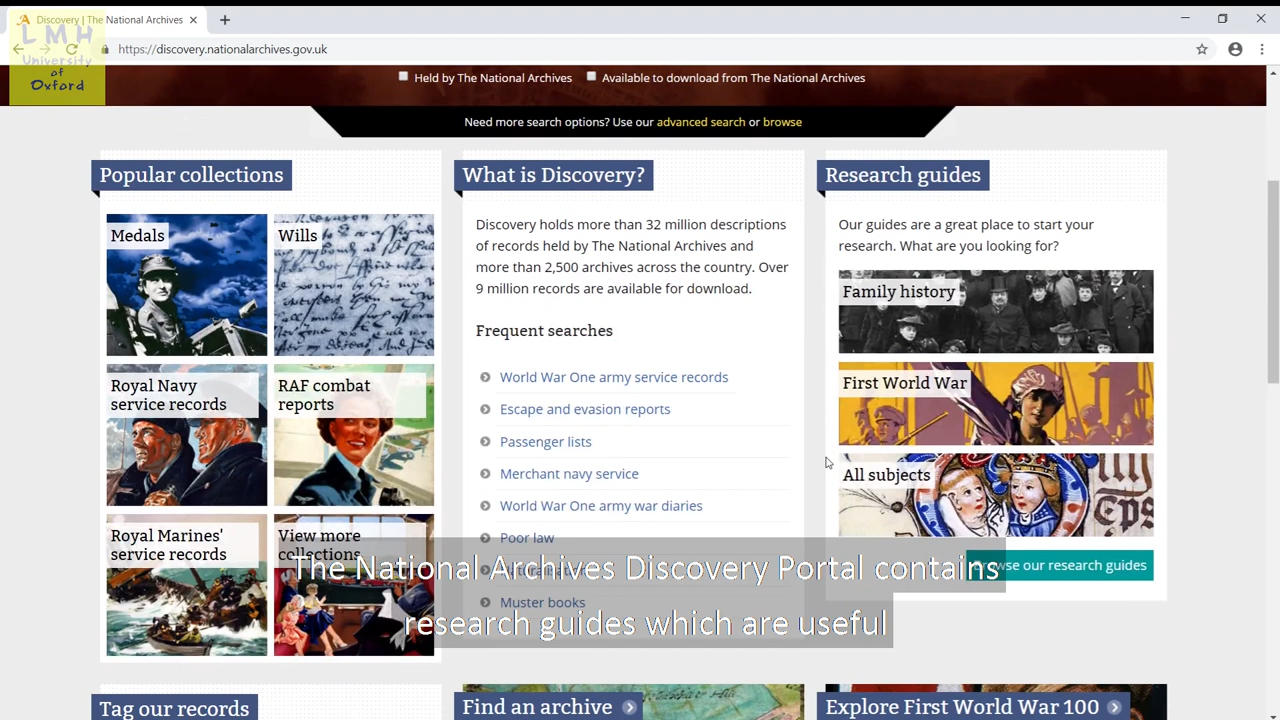 Discovery | The National Archives
LMH
University
of
Oxford
https://discovery.nationalarchives.gov.uk
Held by The National Archives
Available to download from The National Archives
Need more search options? Use our advanced search or browse
Popular collections
Medals
Wills
Royal Navy
service records
RAF combat
reports
Royal Marines'
service records
View more
collections
What is Discovery?
Discovery holds more than 32 million descriptions
of records held by The National Archives and
more than 2,500 archives across the country. Over
9 million records are available for download.
Frequent searches
World War One army service records
Escape and evasion reports
Passenger lists
Merchant navy service
World War One army war diaries
Poor law
Muster books
Research guides
Our guides are a great place to start your
research. What are you looking for?
Family history
First World War
All subjects
our research guides
The National Archives Discovery Portal contains
research guides which are useful
Tag our records
Find an archive
Explore First World War 100